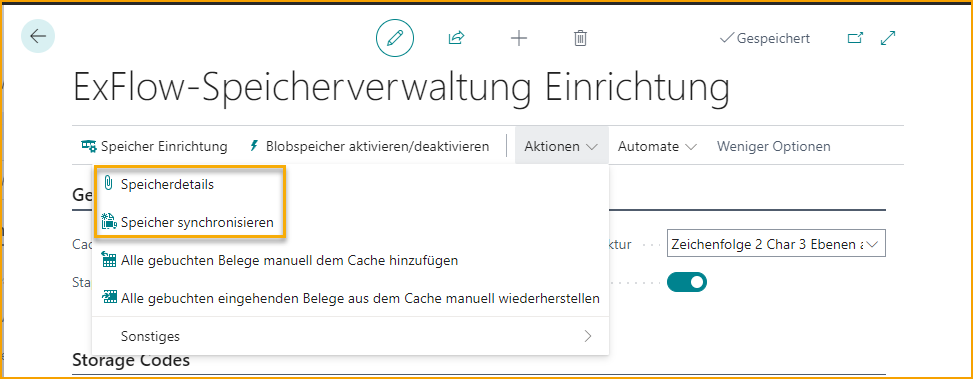 Gespeichert
ExFlow-Speicherverwaltung Einrichtung
Speicher Einrichtung Blobspeicher aktivieren/deaktivieren Aktionen Automate Weniger Optionen
Speicherdetails
Ge
Speicher synchronisieren
Cac ktur Zeichenfolge 2 Char 3 Ebenen a
Alle gebuchten Belege manuell dem Cache hinzufügen
Sta
Alle gebuchten eingehenden Belege aus dem Cache manuell wiederherstellen
Sonstiges
Storage Codes